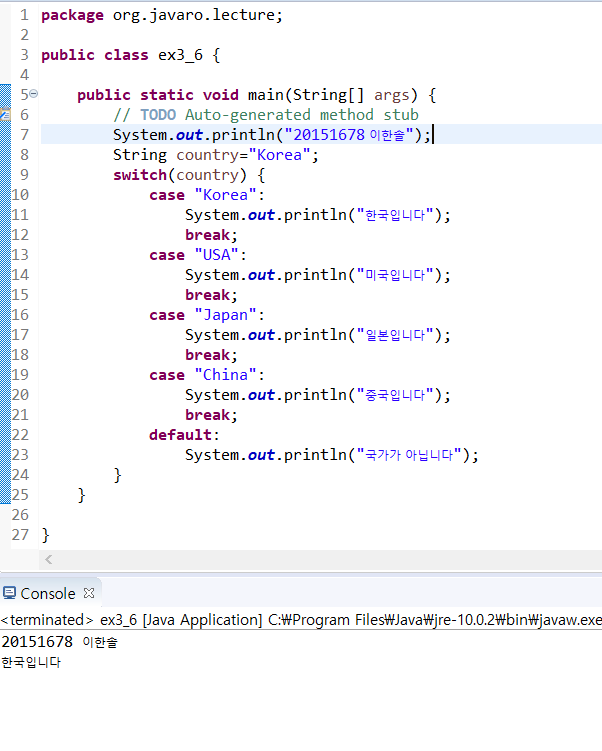 1 package org.javaro.lecture;
2
3 public class ex3_6 {
4
5     public static void main(String[] args) {
6         // TODO Auto-generated method stub
7         System.out.println("20151678 이한솔");
8         String country="Korea";
9         switch(country) {
10             case "Korea":
11                 System.out.println("한국입니다");
12                 break;
13             case "USA":
14                 System.out.println("미국입니다");
15                 break;
16             case "Japan":
17                 System.out.println("일본입니다");
18                 break;
19             case "China":
20                 System.out.println("중국입니다");
21                 break;
22             default:
23                 System.out.println("국가가 아닙니다");
24         }
25     }
26
27 }
Console
<terminated> ex3_6 [Java Application] C:₩Program Files₩Java₩jre-10.0.2₩bin₩javaw.exe
20151678 이한솔
한국입니다